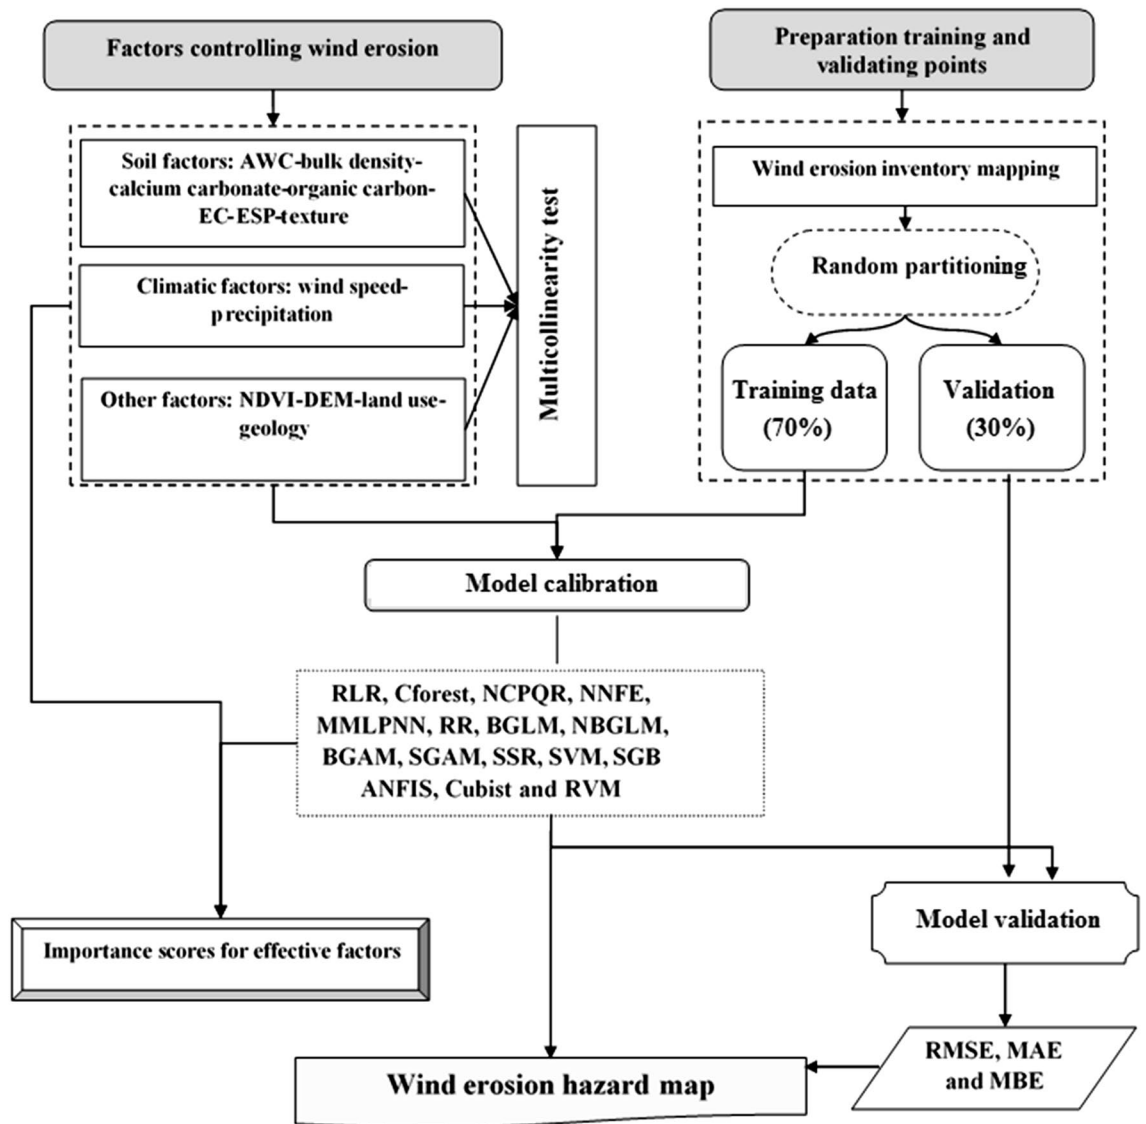 Factors controlling wind erosion
Soil factors: AWC-bulk density-
calcium carbonate-organic carbon-
EC-ESP-texture
Climatic factors: wind speed-
precipitation
Other factors: NDVI-DEM-land use-
geology
Multicollinearity test
Preparation training and
validating points
Wind erosion inventory mapping
Random partitioning
Training data
(70%)
Validation
(30%)
Model calibration
RLR, Cforest, NCPQR, NNFE,
MMLPNN, RR, BGLM, NBGLM,
BGAM, SGAM, SSR, SVM, SGB
ANFIS, Cubist and RVM
Importance scores for effective factors
Model validation
RMSE, MAE
and MBE
Wind erosion hazard map